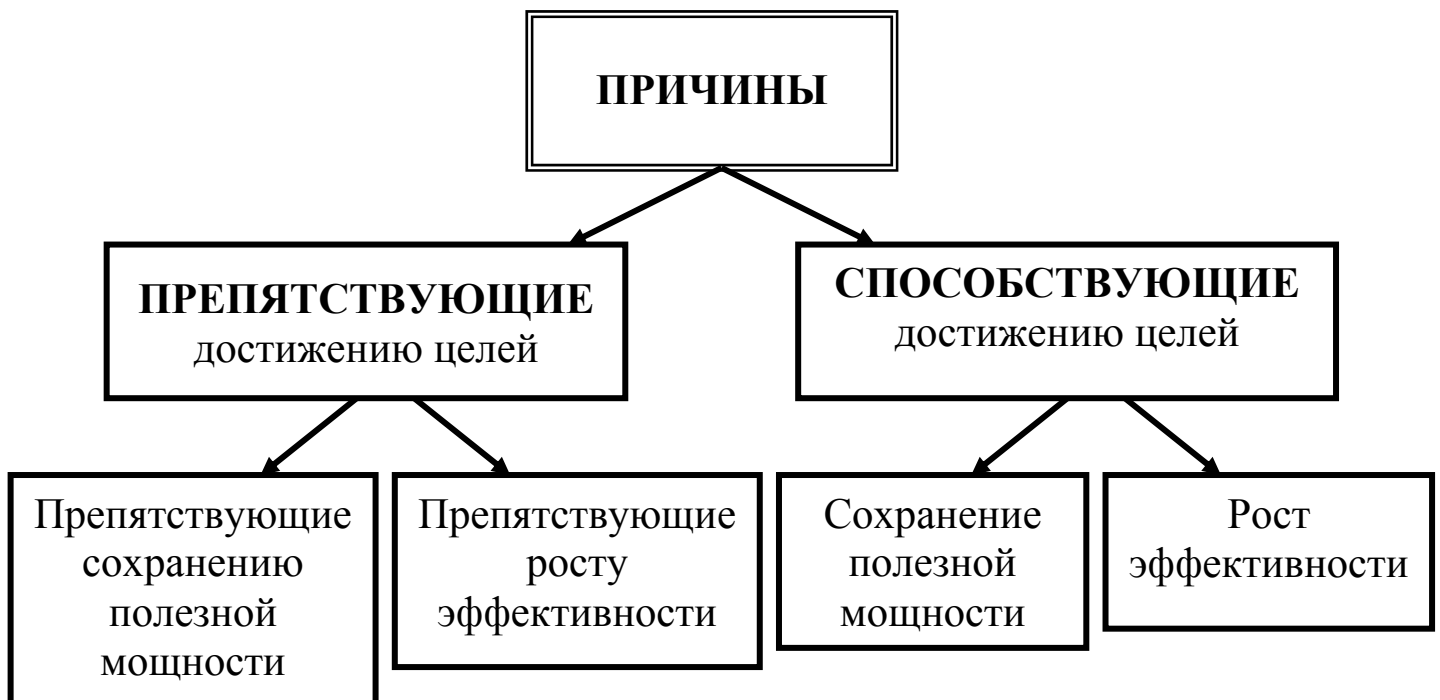 ПРИЧИНЫ
ПРЕПЯТСТВУЮЩИЕ
достижению целей
СПОСОБСТВУЮЩИЕ
достижению целей
Препятствующие
сохранению
полезной
мощности
Препятствующие
росту
эффективности
Сохранение
полезной
мощности
Рост
эффективности